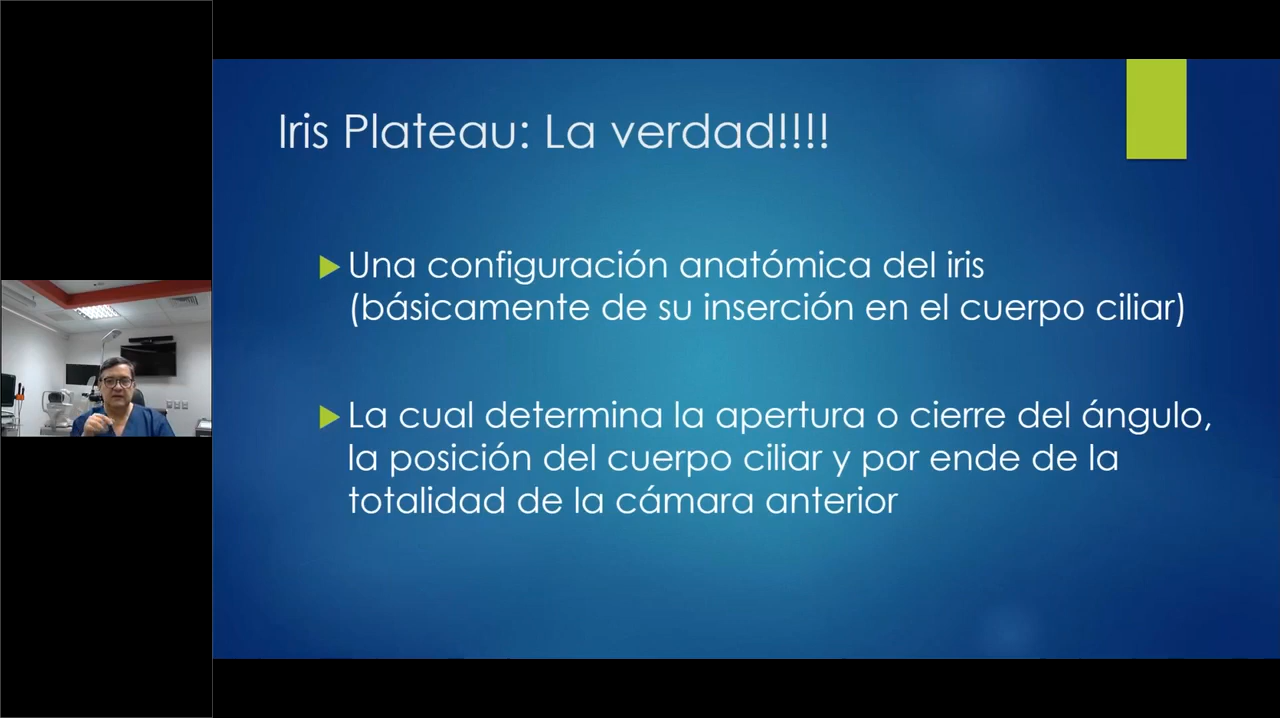 Iris Plateau: La verdad!!!!
Una configuración anatómica del iris
(básicamente de su inserción en el cuerpo ciliar)
La cual determina la apertura o cierre del ángulo,
la posición del cuerpo ciliar y por ende de la
totalidad de la cámara anterior